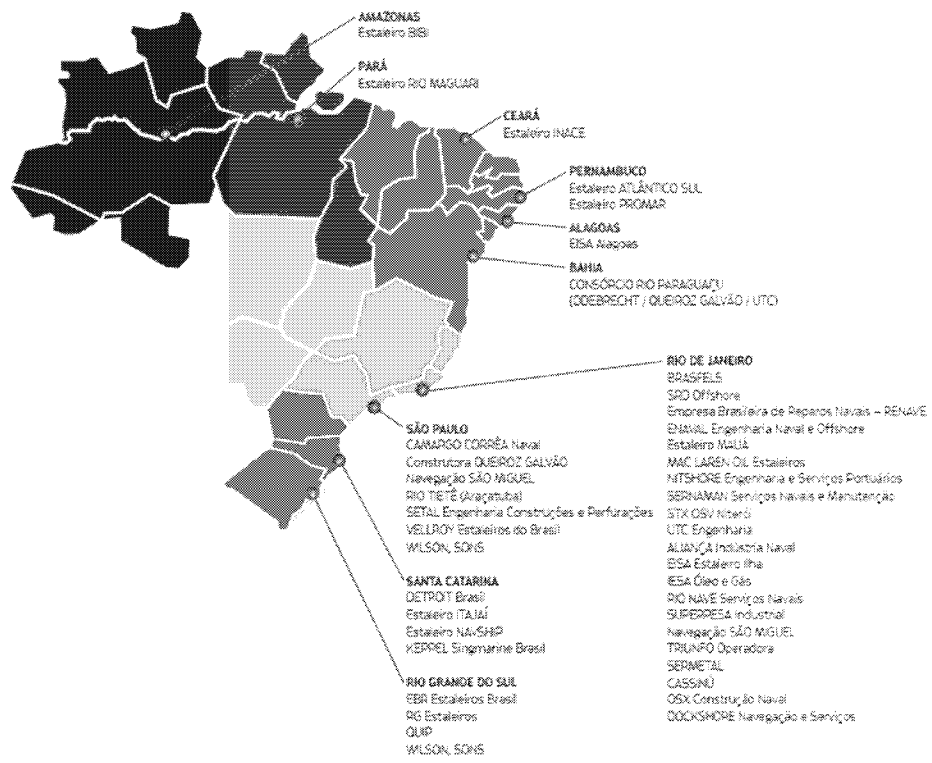 AMAZONAS
Estaleiro BIBI
PARÁ
Estaleiro RIO MAGUARI
CEARÁ
Estaleiro INACE
PERNAMBUCO
Estaleiro ATLÂNTICO SUL
Estaleiro PROMAR
ALAGOAS
EISA Alagoas
BAHIA
CONSÓRCIO RIO PARAGUAÇU
(ODEBRECHT / QUEIROZ GALVÃO / UTC)
RIO DE JANEIRO
BRASFELS
SRD Offshore
Empresa Brasileira de Reparos Navais – RENAVE
ENAVAL Engenharia Naval e Offshore
Estaleiro MAUÁ
MAC LAREN OIL Estaleiros
NITSHORE Engenharia e Serviços Portuários
SERNAMAN Serviços Navais e Manutenção
STX OSV Niterói
UTC Engenharia
ALIANÇA Indústria Naval
EISA Estaleiro Ilha
IESA Óleo e Gás
RIO NAVE Serviços Navais
SUPERPESA Industrial
Navegação SÃO MIGUEL
TRIUNFO Operadora
SERMETAL
CASSINÚ
OSX Construção Naval
DOCKSHORE Navegação e Serviços
SÃO PAULO
CAMARGO CORRÊA Naval
Construtora QUEIROZ GALVÃO
Navegação SÃO MIGUEL
RIO TIETÊ (Araçatuba)
SETAL Engenharia Construções e Perfurações
VELLROY Estaleiros do Brasil
WILSON, SONS
SANTA CATARINA
DETROIT Brasil
Estaleiro ITAJAÍ
Estaleiro NAVSHIP
KEPPEL Singmarine Brasil
RIO GRANDE DO SUL
EBR Estaleiros Brasil
RG Estaleiros
QUIP
WILSON, SONS